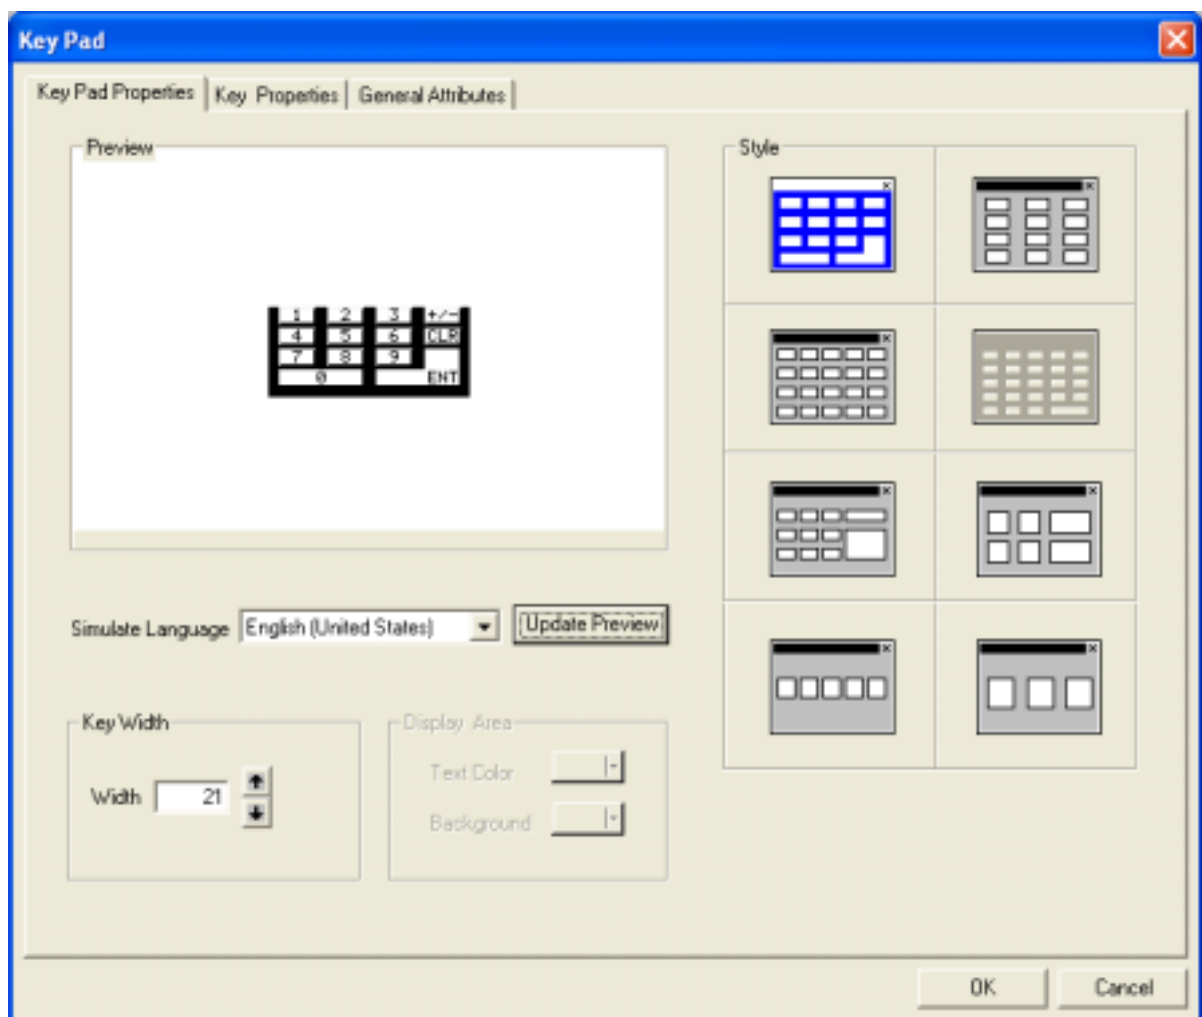 Key Pad
Key Pad Properties Key Properties General Attributes
Preview
1 2 3 +/-
4 5 6 CLR
7 8 9
0 ENT
Simulate Language English (United States) Update Preview
Key Width
Width 21
Display Area
Text Color
Background
Style
OK Cancel